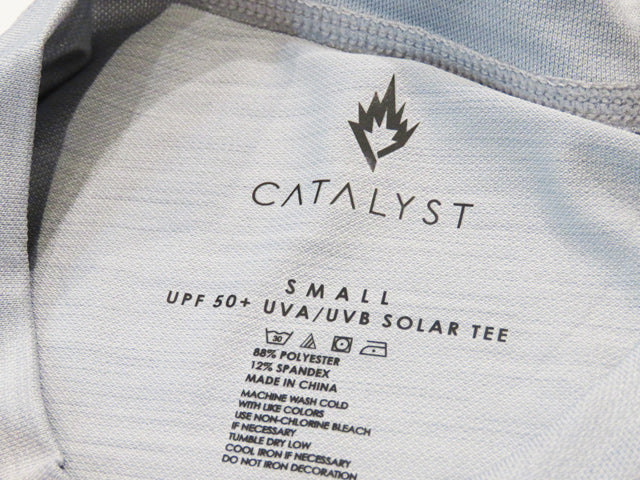 CATALYST
SMALL
UPF 50+ UVA/UVB SOLAR TEE
30
88% POLYESTER
12% SPANDEX
MADE IN CHINA
MACHINE WASH COLD
WITH LIKE COLORS
USE NON-CHLORINE BLEACH
IF NECESSARY
TUMBLE DRY LOW
COOL IRON IF NECESSARY
DO NOT IRON DECORATION